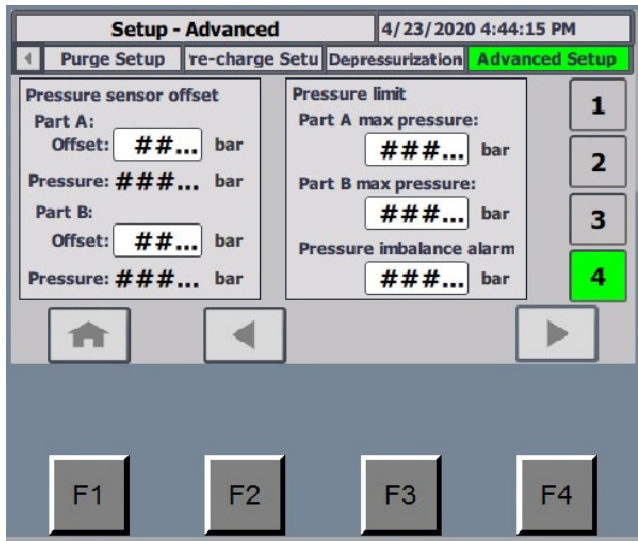 Setup - Advanced 4/23/2020 4:44:15 PM
Purge Setup 're-charge Setu Depressurization Advanced Setup
Pressure sensor offset
Part A:
Offset: ##... bar
Pressure: ###... bar
Part B:
Offset: ##... bar
Pressure: ###... bar
Pressure limit
Part A max pressure:
###... bar
Part B max pressure:
###... bar
Pressure imbalance alarm
###... bar
1
2
3
4
F1 F2 F3 F4